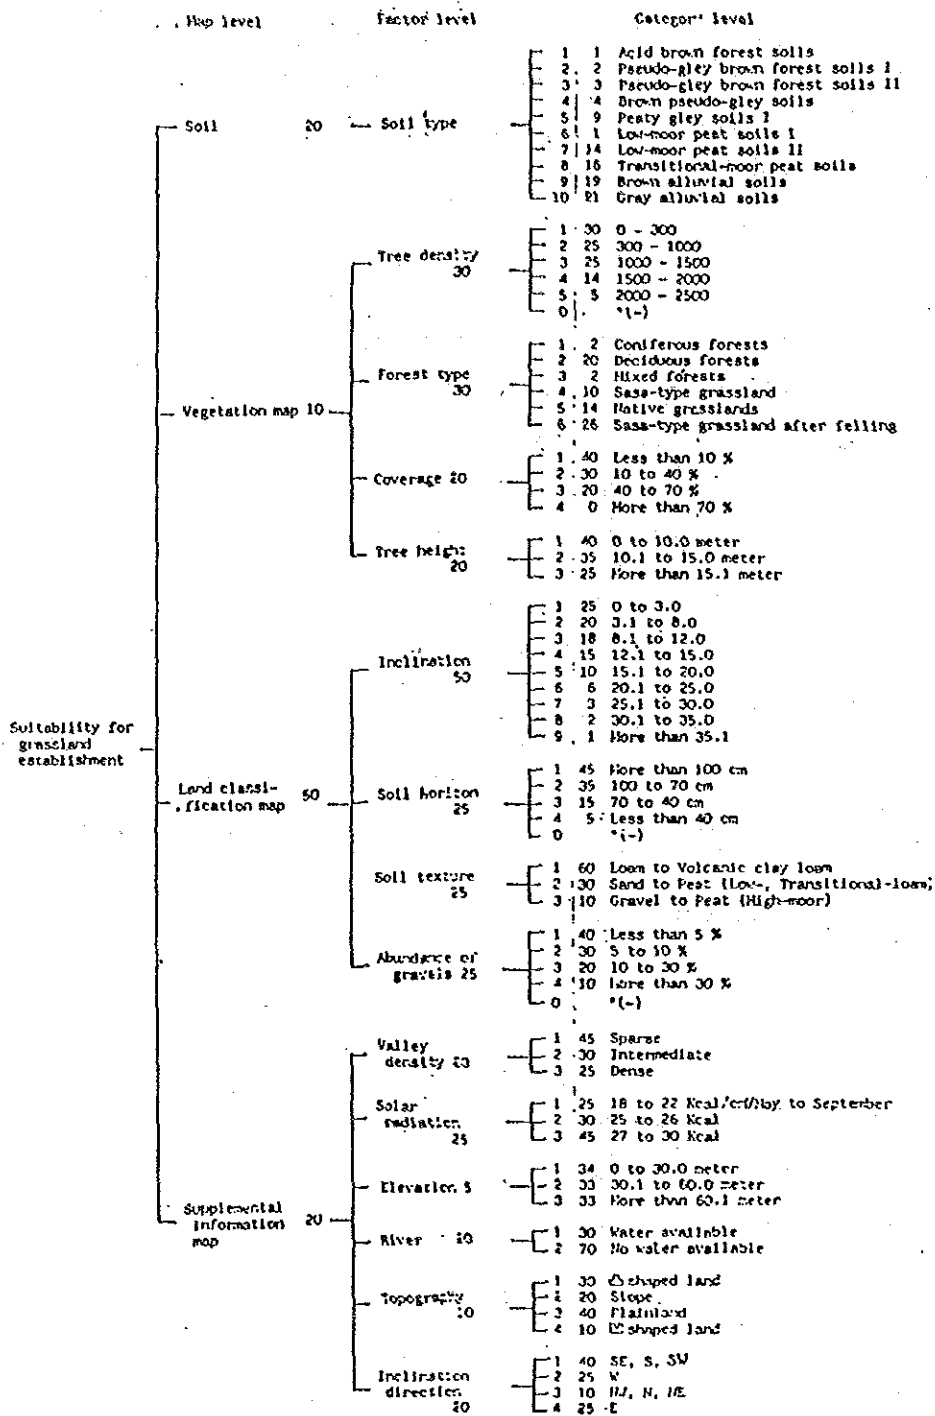 Map level Factor level Category level
Soil 20 Soil type
1 1 Acid brown forest soils
2 2 Pseudo-gley brown forest soils I
3 3 Pseudo-gley brown forest soils II
4 4 Brown pseudo-gley soils
5 9 Peaty gley soils I
6 1 Low-moor peat soils I
7 14 Low-moor peat soils II
8 16 Transitional-moor peat soils
9 19 Brown alluvial soils
10 21 Gray alluvial soils
Vegetation map 10
Tree density
30
1 30 0 - 300
2 25 300 - 1000
3 25 1000 - 1500
4 14 1500 - 2000
5 5 2000 - 2500
0 *(-)
Forest type
30
1 2 Coniferous forests
2 20 Deciduous forests
3 2 Mixed forests
4 10 Sasa-type grassland
5 14 Native grasslands
6 26 Sasa-type grassland after felling
Coverage 20
1 40 Less than 10 %
2 30 10 to 40 %
3 20 40 to 70 %
4 0 More than 70 %
Tree height
20
1 40 0 to 10.0 meter
2 35 10.1 to 15.0 meter
3 25 More than 15.1 meter
Suitability for
grassland
establishment
Land classi-
fication map 50
Inclination
50
1 25 0 to 3.0
2 20 3.1 to 8.0
3 18 8.1 to 12.0
4 15 12.1 to 15.0
5 10 15.1 to 20.0
6 6 20.1 to 25.0
7 3 25.1 to 30.0
8 2 30.1 to 35.0
9 1 More than 35.1
Soil horizon
25
1 45 More than 100 cm
2 35 100 to 70 cm
3 15 70 to 40 cm
4 5 Less than 40 cm
0 *(-)
Soil texture
25
1 60 Loam to Volcanic clay loam
2 30 Sand to Peat (Low-, Transitional-loam)
3 10 Gravel to Peat (High-moor)
Abundance of
gravels 25
1 40 Less than 5 %
2 30 5 to 10 %
3 20 10 to 30 %
4 10 More than 30 %
0 *(-)
Supplemental
information 20
map
Valley
density
1 45 Sparse
2 30 Intermediate
3 25 Dense
Solar
radiation
25
1 25 18 to 22 Kcal/cm²/May to September
2 30 25 to 26 Kcal
3 45 27 to 30 Kcal
Elevation 5
1 34 0 to 30.0 meter
2 33 30.1 to 60.0 meter
3 33 More than 60.1 meter
River 10
1 30 Water available
2 70 No water available
Topography
10
1 30 shaped land
2 20 Slope
3 40 Plainland
4 10 shaped land
Inclination
direction
20
1 40 SE, S, SW
2 25 W
3 10 NW, N, NE
4 25 E